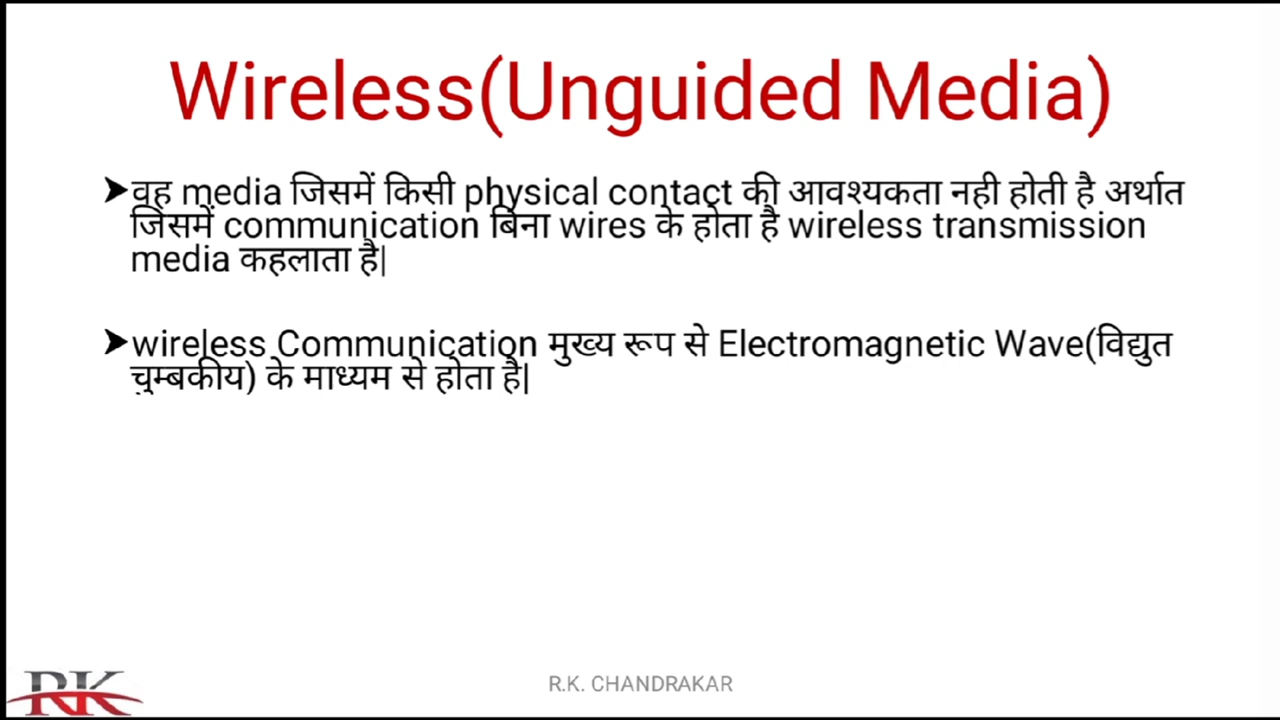 Wireless(Unguided Media)
➤वह media जिसमें किसी physical contact की आवश्यकता नही होती है अर्थात
जिसमें communication बिना wires के होता है wireless transmission
media कहलाता है|
➤wireless Communication मुख्य रूप से Electromagnetic Wave(विद्युत
चुम्बकीय) के माध्यम से होता है|
RK
R.K. CHANDRAKAR